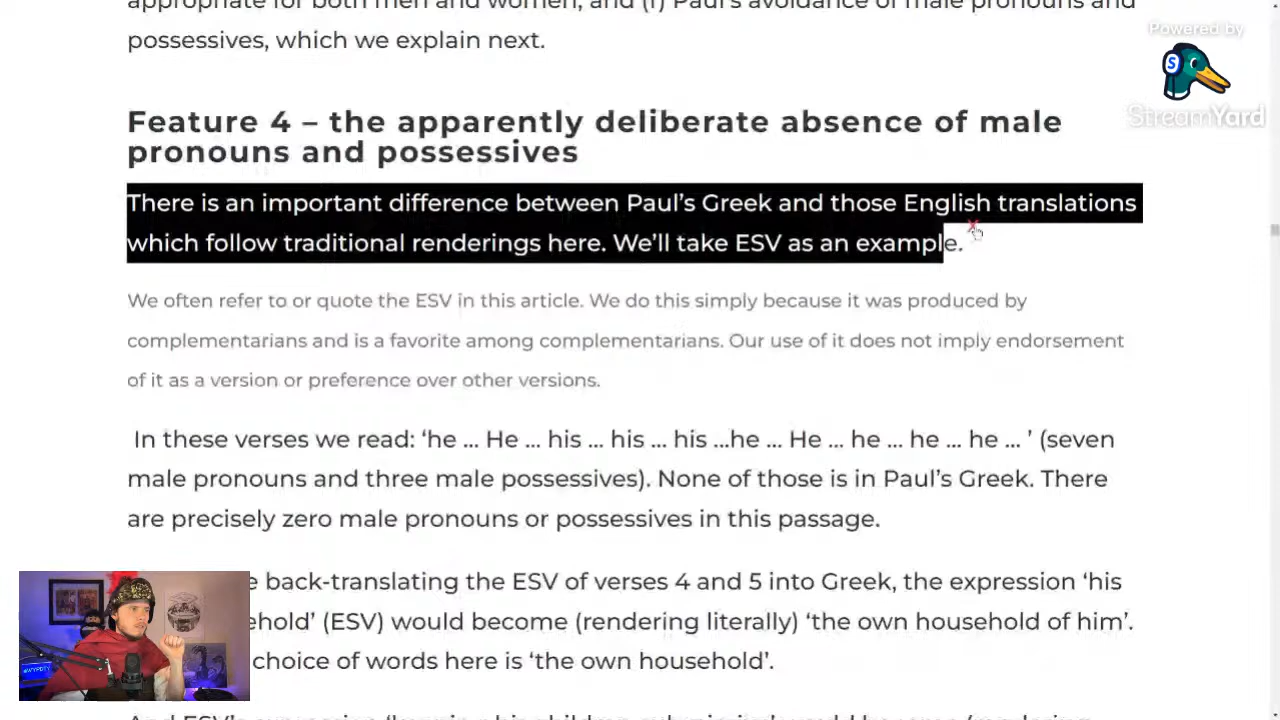 appropriate for both men and women, and (f) Paul's avoidance of male pronouns and
possessives, which we explain next.
Powered by
S
StreamYard
Feature 4 – the apparently deliberate absence of male
pronouns and possessives
There is an important difference between Paul's Greek and those English translations
which follow traditional renderings here. We'll take ESV as an example.
We often refer to or quote the ESV in this article. We do this simply because it was produced by
complementarians and is a favorite among complementarians. Our use of it does not imply endorsement
of it as a version or preference over other versions.
In these verses we read: 'he ... He ... his ... his ... his ...he ... He ... he ... he ... he ... ' (seven
male pronouns and three male possessives). None of those is in Paul's Greek. There
are precisely zero male pronouns or possessives in this passage.
e back-translating the ESV of verses 4 and 5 into Greek, the expression 'his
ehold' (ESV) would become (rendering literally) 'the own household of him'.
choice of words here is 'the own household'.